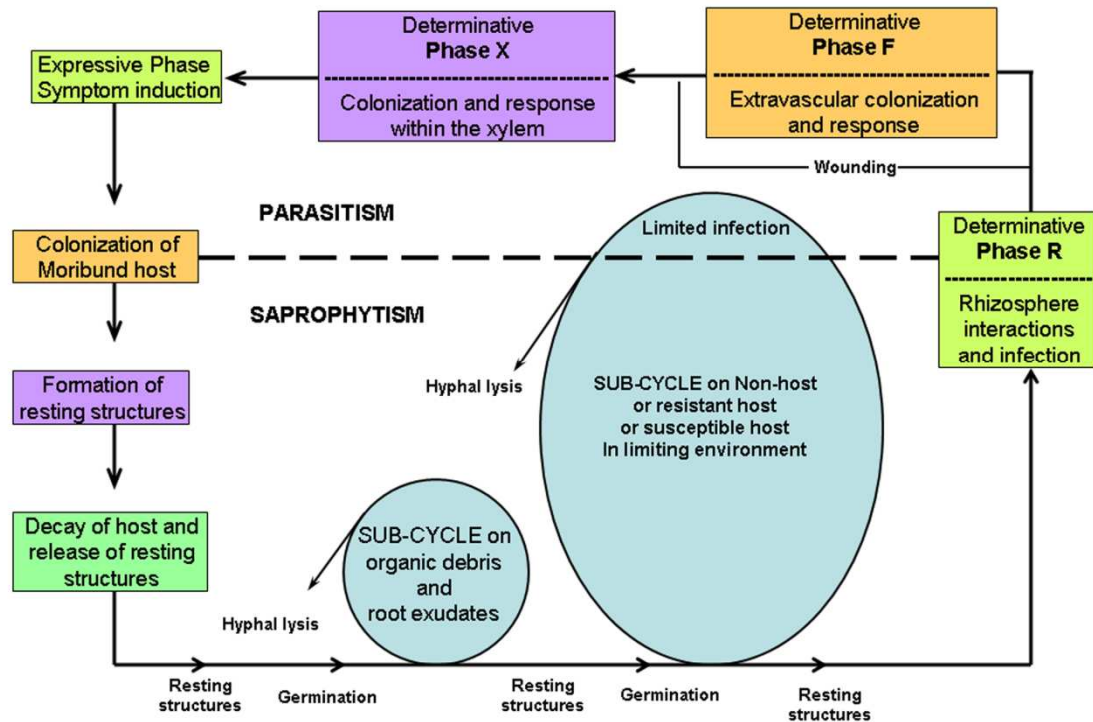 Expressive Phase
Symptom induction
Determinative
Phase X
Colonization and response
within the xylem
Determinative
Phase F
Extravascular colonization
and response
Wounding
PARASITISM
Limited infection
Determinative
Phase R
Rhizosphere
interactions
and infection
Colonization of
Moribund host
SAPROPHYTISM
Hyphal lysis
Formation of
resting structures
SUB-CYCLE on Non-host
or resistant host
or susceptible host
In limiting environment
Decay of host and
release of resting
structures
SUB-CYCLE on
organic debris
and
root exudates
Hyphal lysis
Resting
structures
Germination
Resting
structures
Germination
Resting
structures